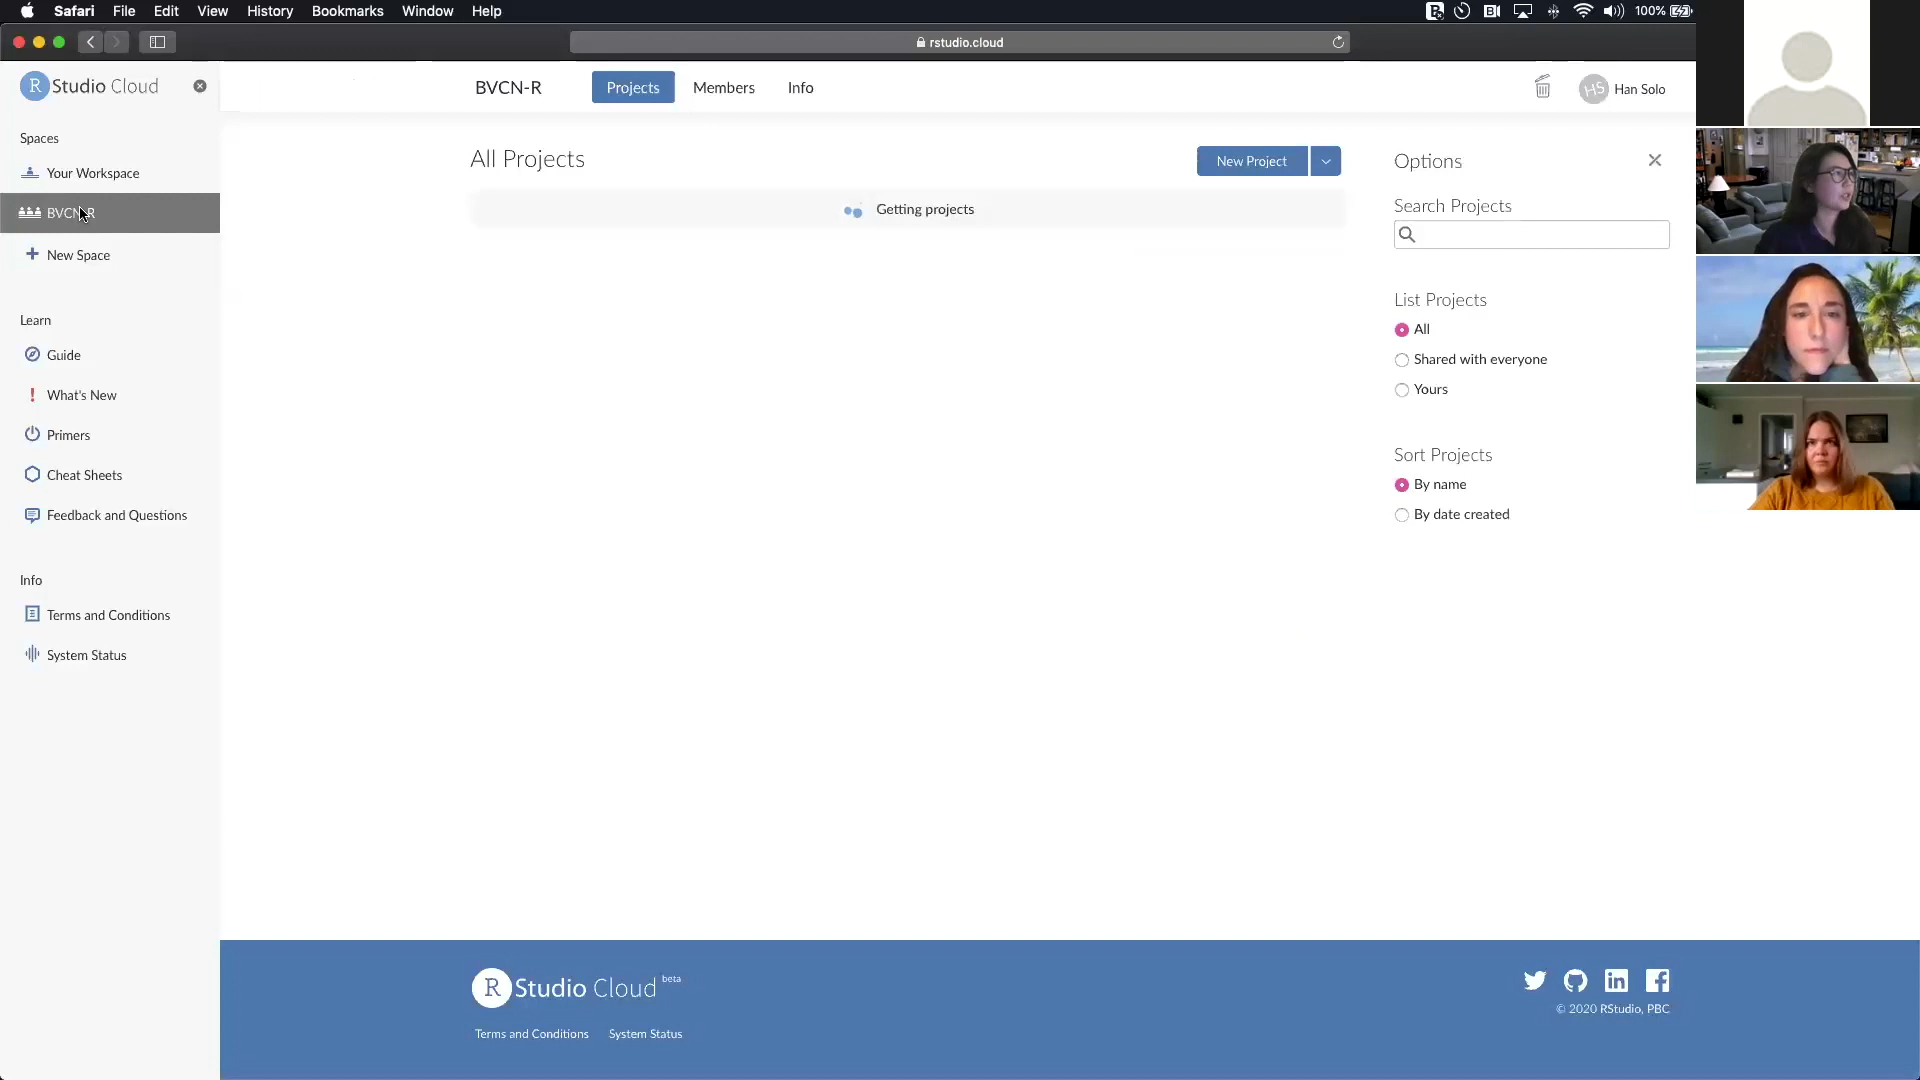 Safari File Edit View History Bookmarks Window Help 100%
rstudio.cloud
R Studio Cloud
BVCN-R Projects Members Info HS Han Solo
Spaces
Your Workspace
BVCN-R
New Space
Learn
Guide
What's New
Primers
Cheat Sheets
Feedback and Questions
Info
Terms and Conditions
System Status
All Projects New Project
Getting projects
Options
Search Projects
List Projects
All
Shared with everyone
Yours
Sort Projects
By name
By date created
R Studio Cloud beta
Terms and Conditions System Status
© 2020 RStudio, PBC